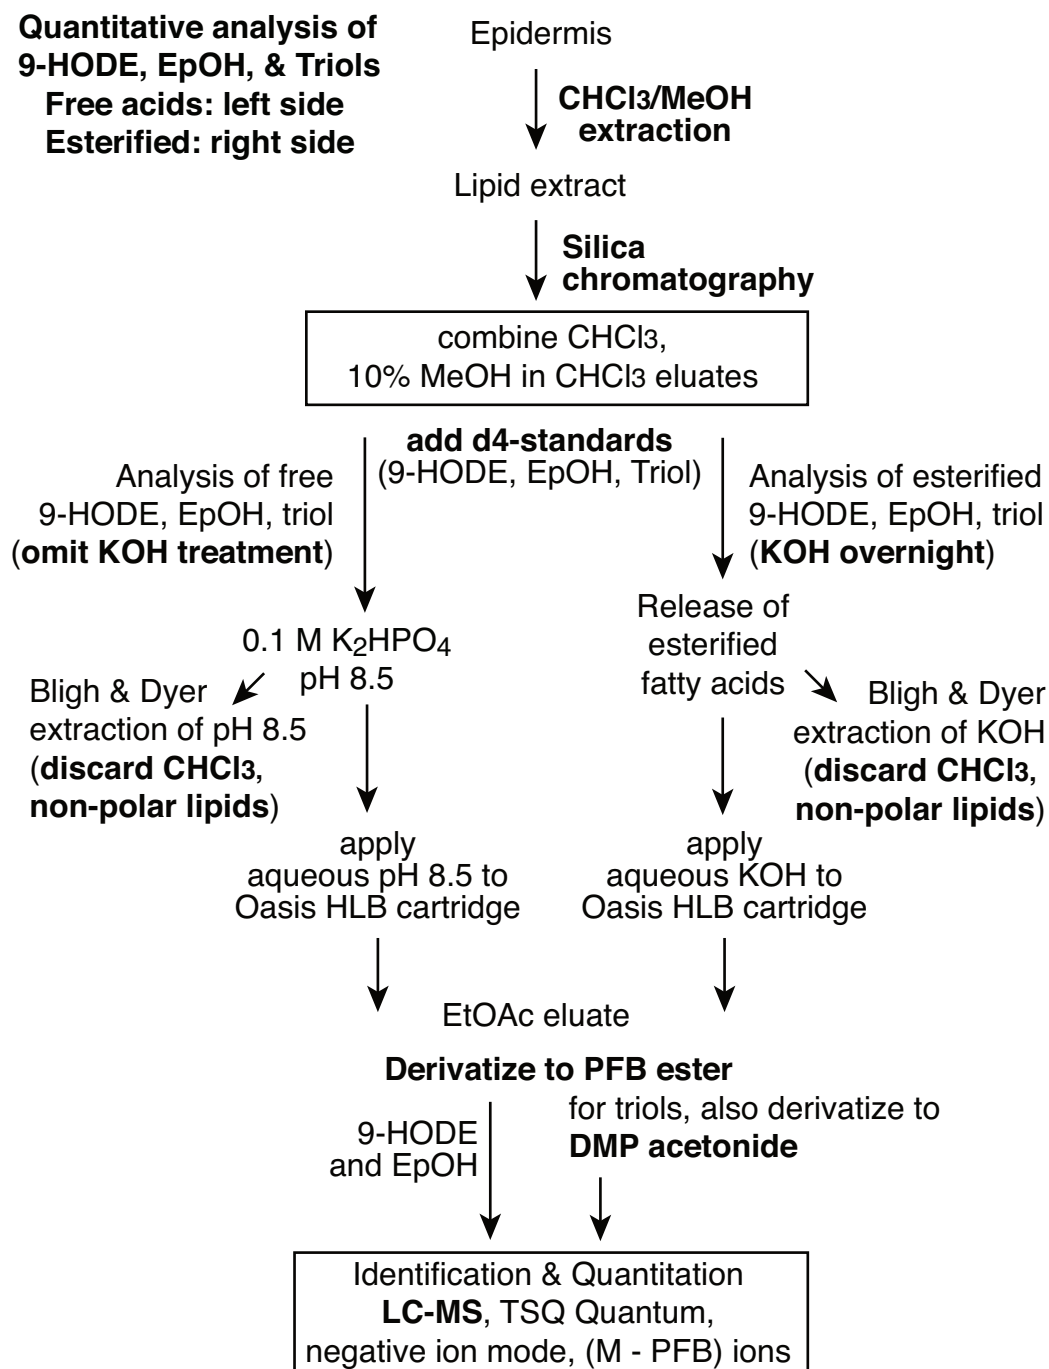 Quantitative analysis of
9-HODE, EpOH, & Triols
Free acids: left side
Esterified: right side
Epidermis
CHCl3/MeOH
extraction
Lipid extract
Silica
chromatography
combine CHCl3,
10% MeOH in CHCl3 eluates
add d4-standards
(9-HODE, EpOH, Triol)
Analysis of free
9-HODE, EpOH, triol
(omit KOH treatment)
Analysis of esterified
9-HODE, EpOH, triol
(KOH overnight)
0.1 M K2HPO4
pH 8.5
Release of
esterified
fatty acids
Bligh & Dyer
extraction of pH 8.5
(discard CHCl3,
non-polar lipids)
Bligh & Dyer
extraction of KOH
(discard CHCl3,
non-polar lipids)
apply
aqueous pH 8.5 to
Oasis HLB cartridge
apply
aqueous KOH to
Oasis HLB cartridge
EtOAc eluate
Derivatize to PFB ester
9-HODE
and EpOH
for triols, also derivatize to
DMP acetonide
Identification & Quantitation
LC-MS, TSQ Quantum,
negative ion mode, (M - PFB) ions